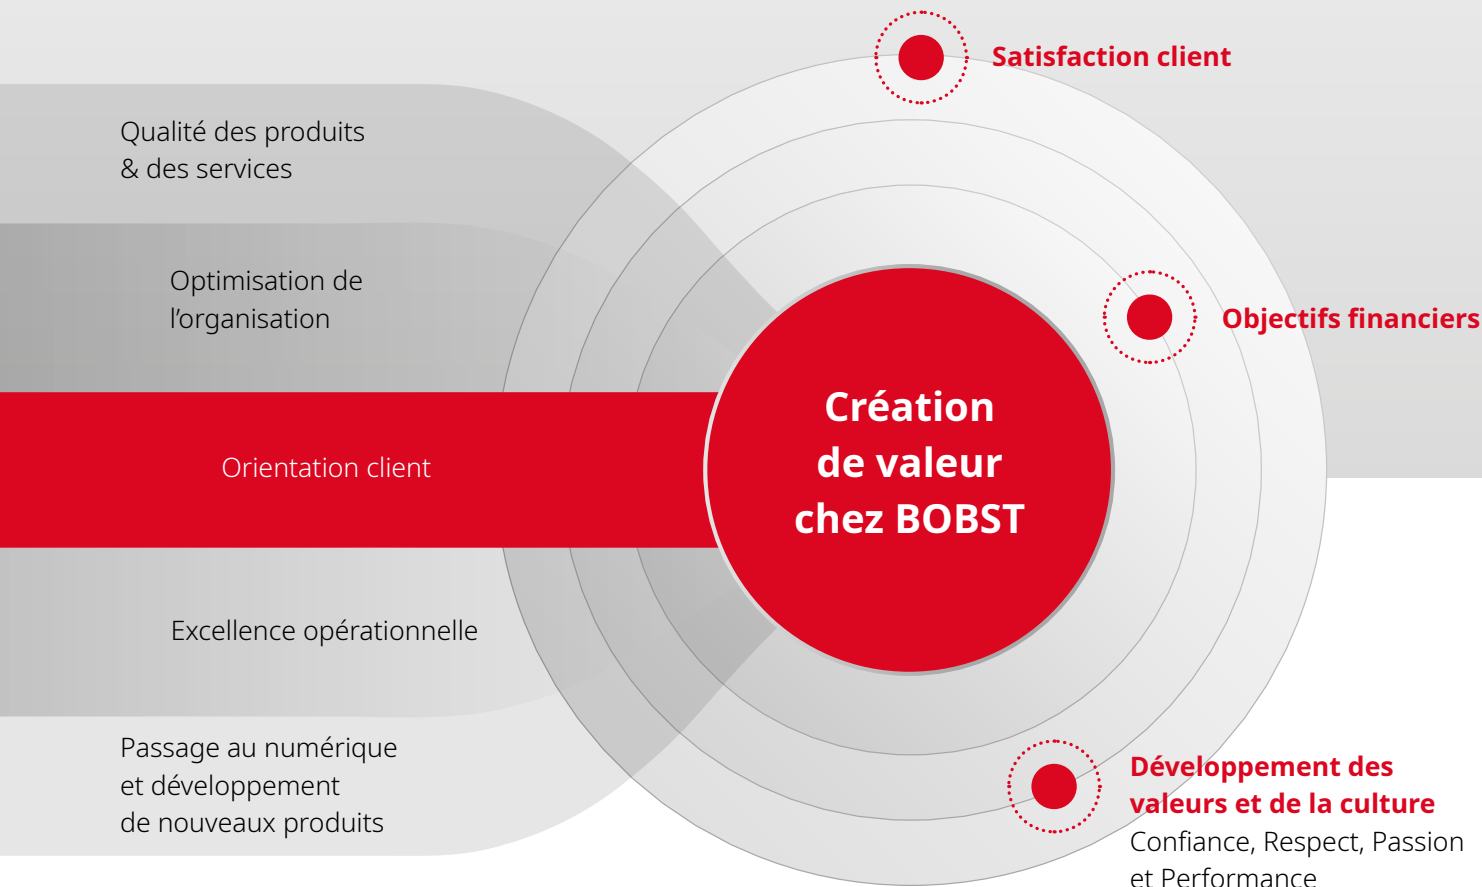 Satisfaction client
Qualité des produits
& des services
Optimisation de
l’organisation
Objectifs financiers
Création
de valeur
chez BOBST
Orientation client
Excellence opérationnelle
Passage au numérique
et développement
de nouveaux produits
Développement des
valeurs et de la culture
Confiance, Respect, Passion
et Performance